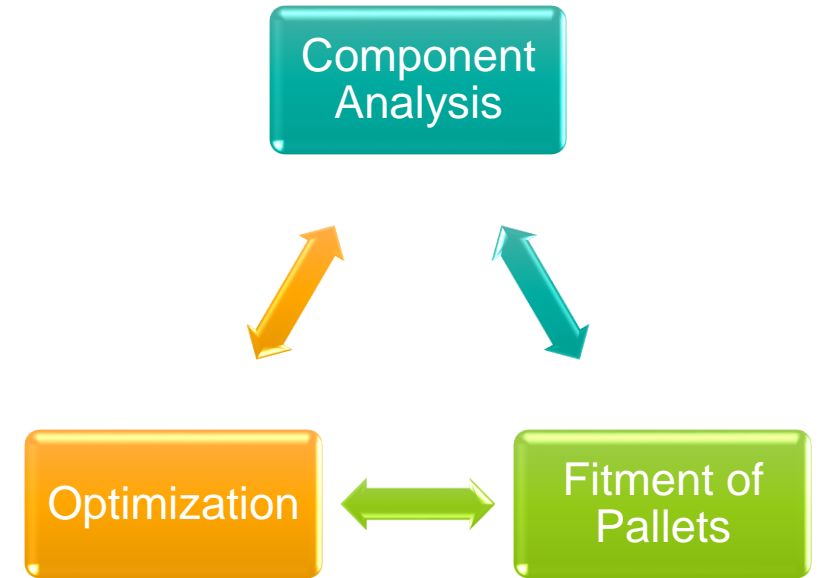 Component
Analysis
Optimization
Fitment of
Pallets